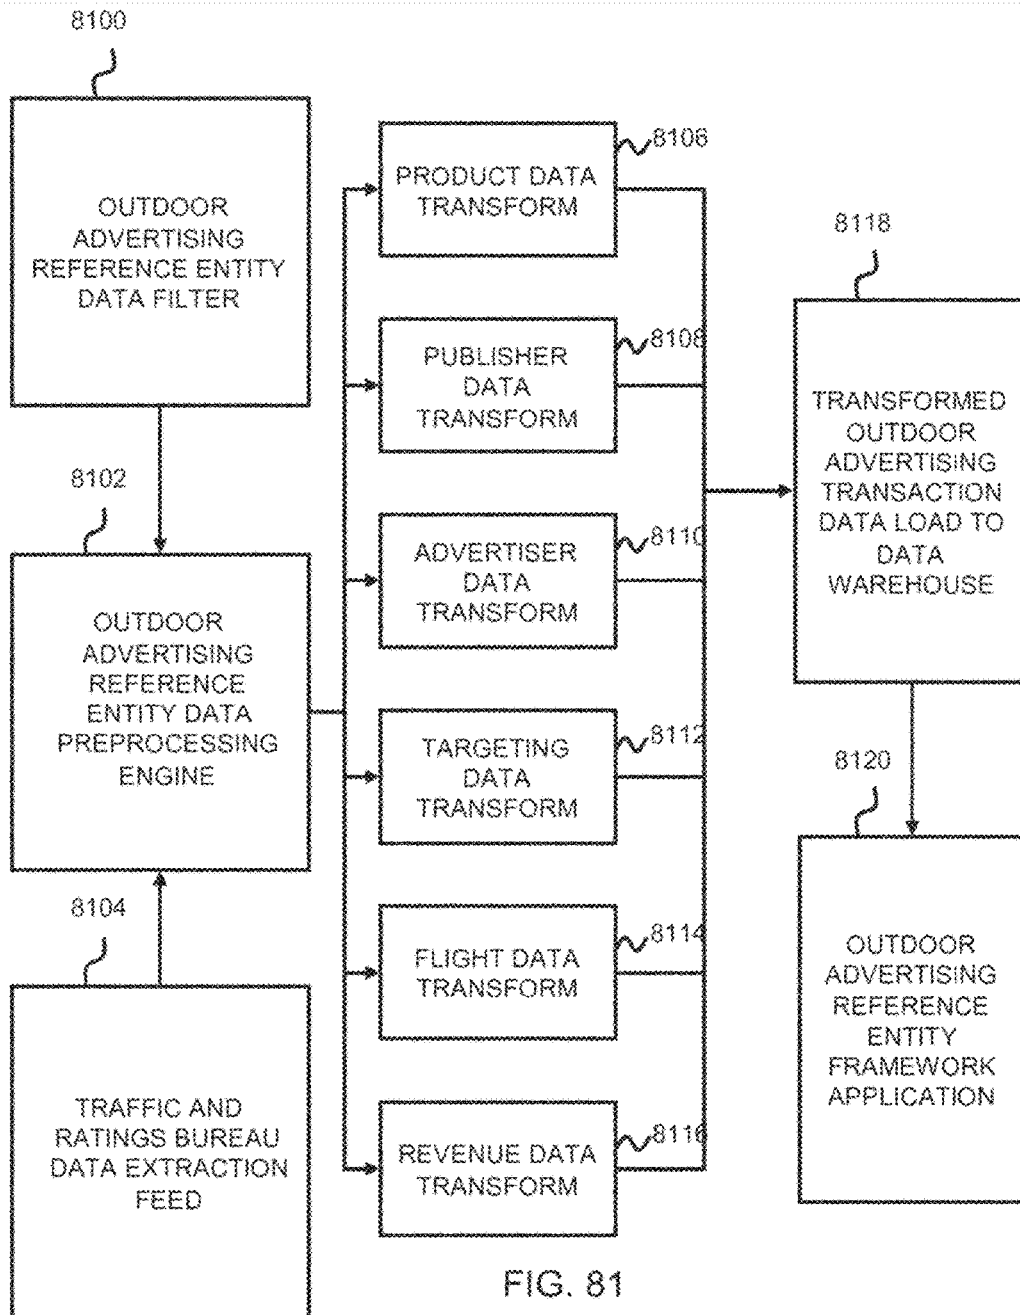 8100
OUTDOOR
ADVERTISING
REFERENCE ENTITY
DATA FILTER
8102
OUTDOOR
ADVERTISING
REFERENCE
ENTITY DATA
PREPROCESSING
ENGINE
8104
TRAFFIC AND
RATINGS BUREAU
DATA EXTRACTION
FEED
8106
PRODUCT DATA
TRANSFORM
8108
PUBLISHER
DATA
TRANSFORM
8110
ADVERTISER
DATA
TRANSFORM
8112
TARGETING
DATA
TRANSFORM
8114
FLIGHT DATA
TRANSFORM
8116
REVENUE DATA
TRANSFORM
8118
TRANSFORMED
OUTDOOR
ADVERTISING
TRANSACTION
DATA LOAD TO
DATA
WAREHOUSE
8120
OUTDOOR
ADVERTISING
REFERENCE
ENTITY
FRAMEWORK
APPLICATION
FIG. 81